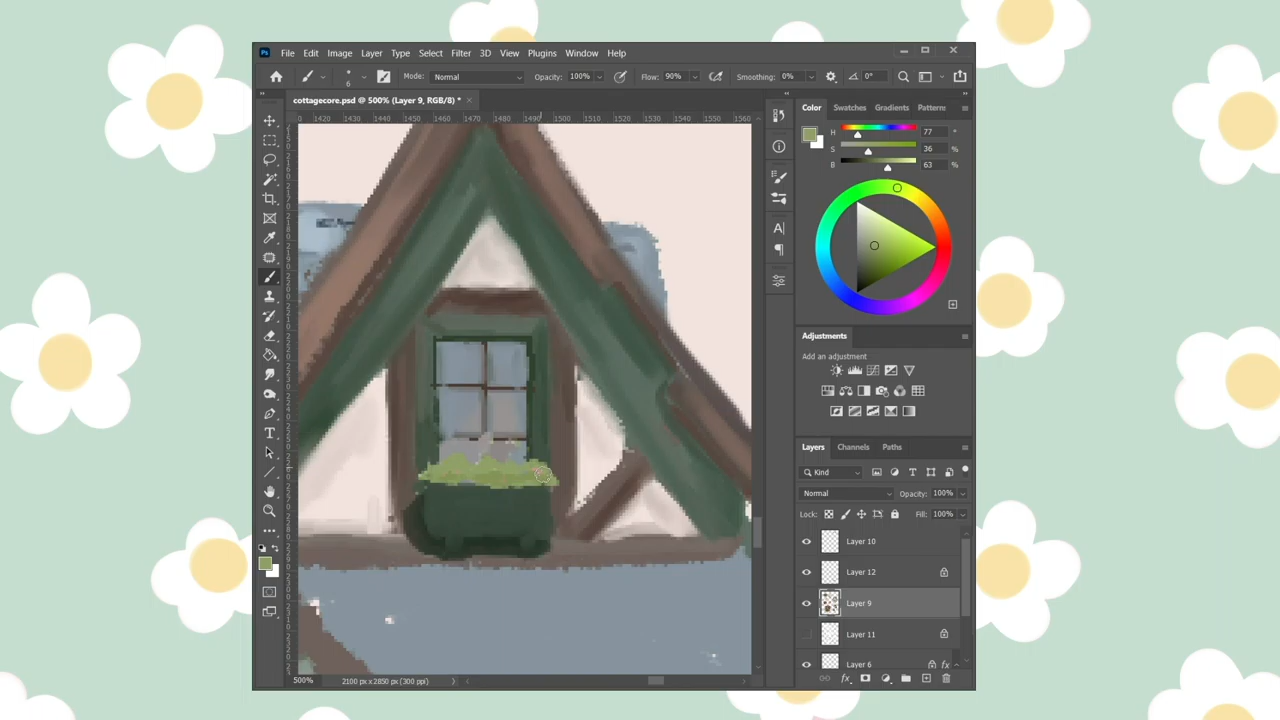 Ps File Edit Image Layer Type Select Filter 3D View Plugins Window Help
6 Mode: Normal Opacity: 100% Flow: 90% Smoothing: 0% 0°
cottagecore.psd @ 500% (Layer 9, RGB/8) * ×
1420 1430 1440 1450 1460 1470 1480 1490 1500 1510 1520 1530 1540 1550 1560
Color Swatches Gradients Patterns
H 77 °
S 36 %
B 63 %
Adjustments
Add an adjustment
Layers Channels Paths
Kind
Normal Opacity: 100%
Lock: Fill: 100%
Layer 10
Layer 12
Layer 9
Layer 11
Layer 6 fx
fx
500% 2100 px x 2850 px (300 ppi)